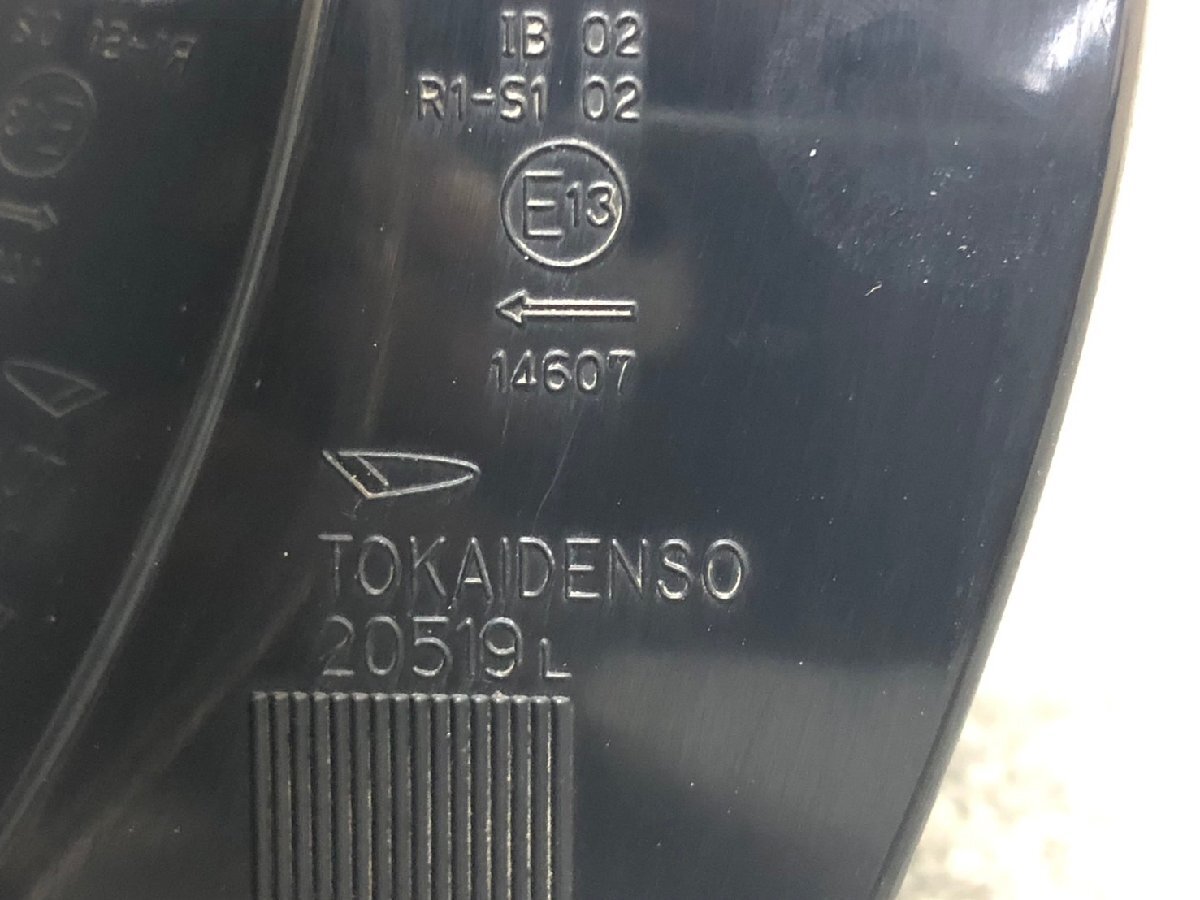 IB 02
R1-S1 02
E13
14607
TOKAIDENSO
20519L